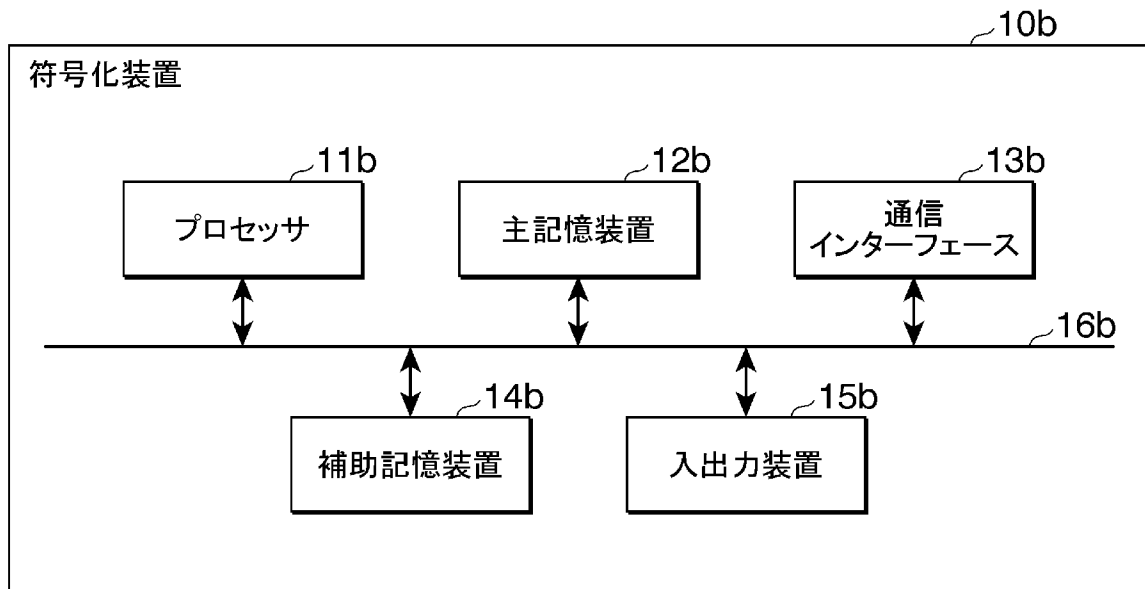 10b
符号化装置
11b
12b
13b
プロセッサ
主記憶装置
通信
インターフェース
16b
14b
15b
補助記憶装置
入出力装置